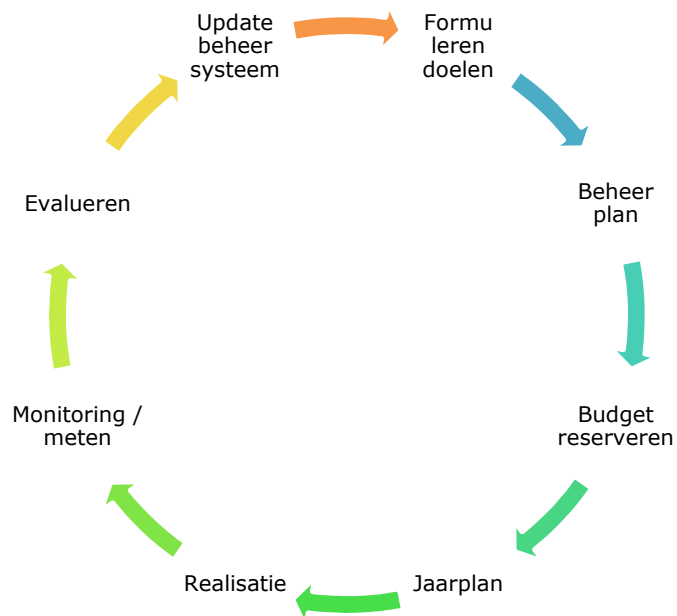 Update
beheer
systeem
Formu
leren
doelen
Beheer
plan
Budget
reserveren
Jaarplan
Realisatie
Monitoring /
meten
Evalueren